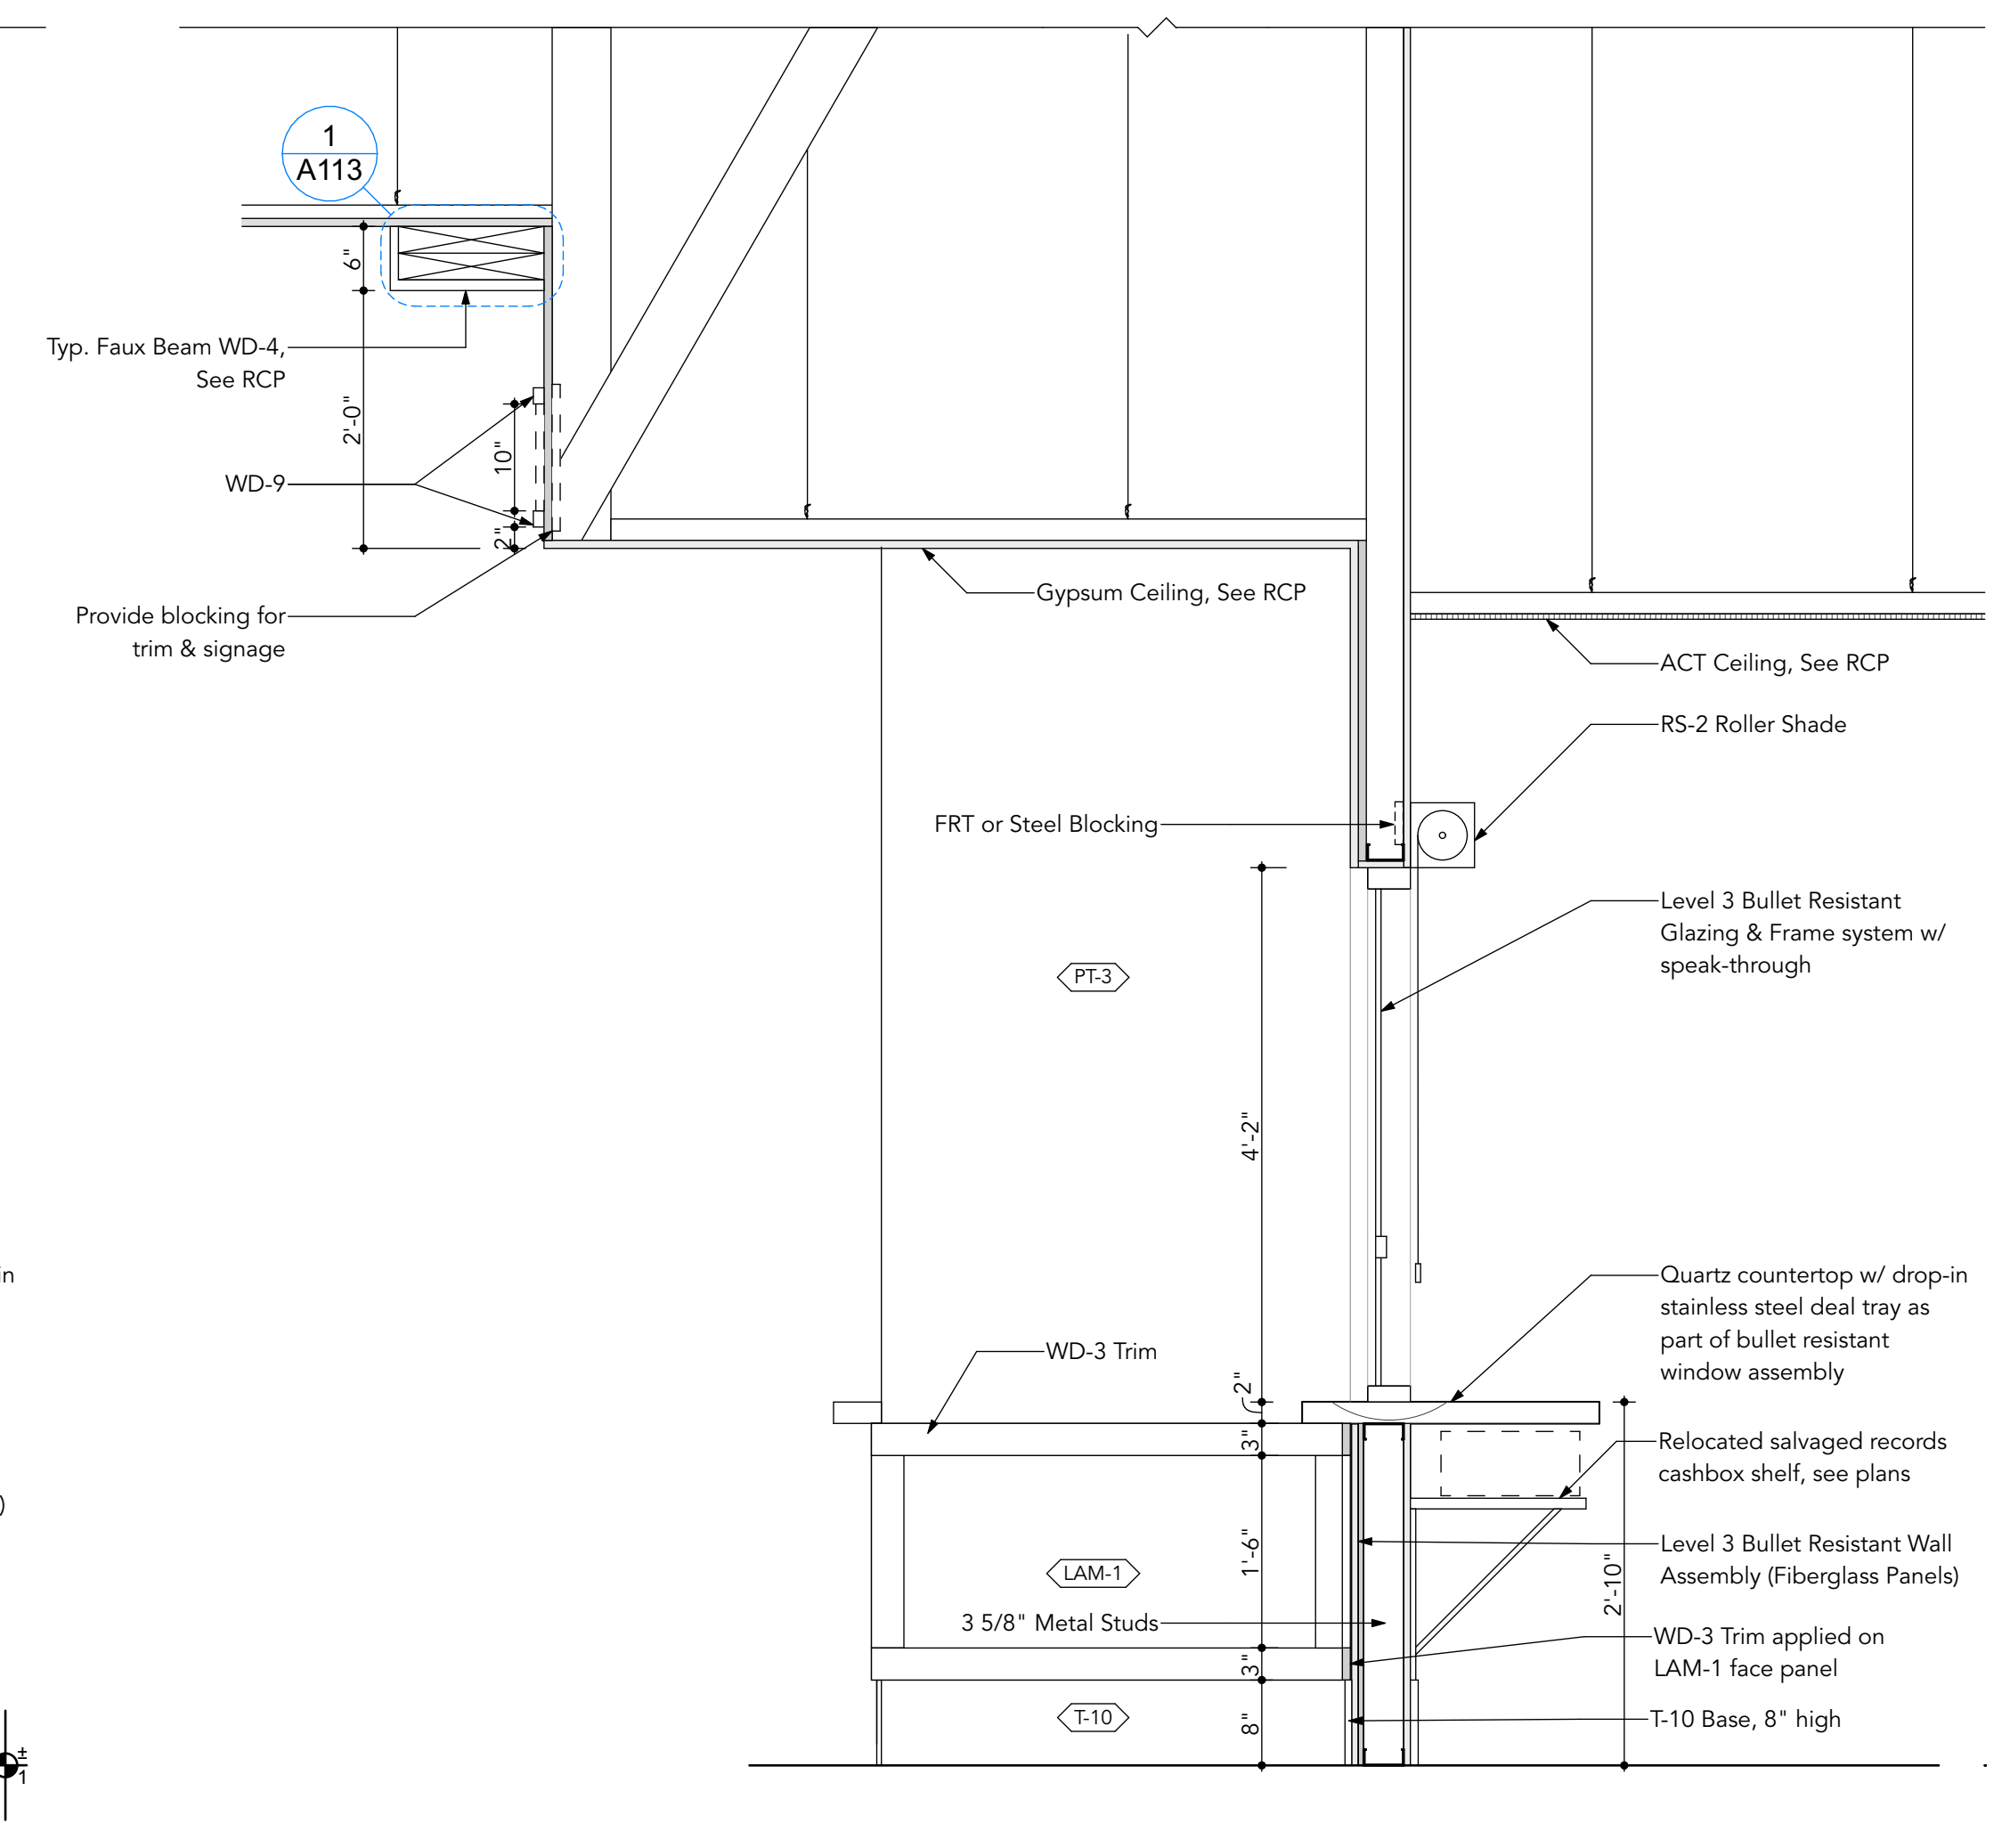 1
A113
6"
Typ. Faux Beam WD-4,
See RCP
2'-0"
10"
WD-9
2"
Provide blocking for
trim & signage
Gypsum Ceiling, See RCP
ACT Ceiling, See RCP
RS-2 Roller Shade
FRT or Steel Blocking
Level 3 Bullet Resistant
Glazing & Frame system w/
speak-through
PT-3
4'-2"
in
Quartz countertop w/ drop-in
stainless steel deal tray as
part of bullet resistant
window assembly
WD-3 Trim
2"
3"
Relocated salvaged records
cashbox shelf, see plans
)
1'-6"
Level 3 Bullet Resistant Wall
Assembly (Fiberglass Panels)
LAM-1
2'-10"
3 5/8" Metal Studs
WD-3 Trim applied on
LAM-1 face panel
3"
T-10
8"
T-10 Base, 8" high
±
1